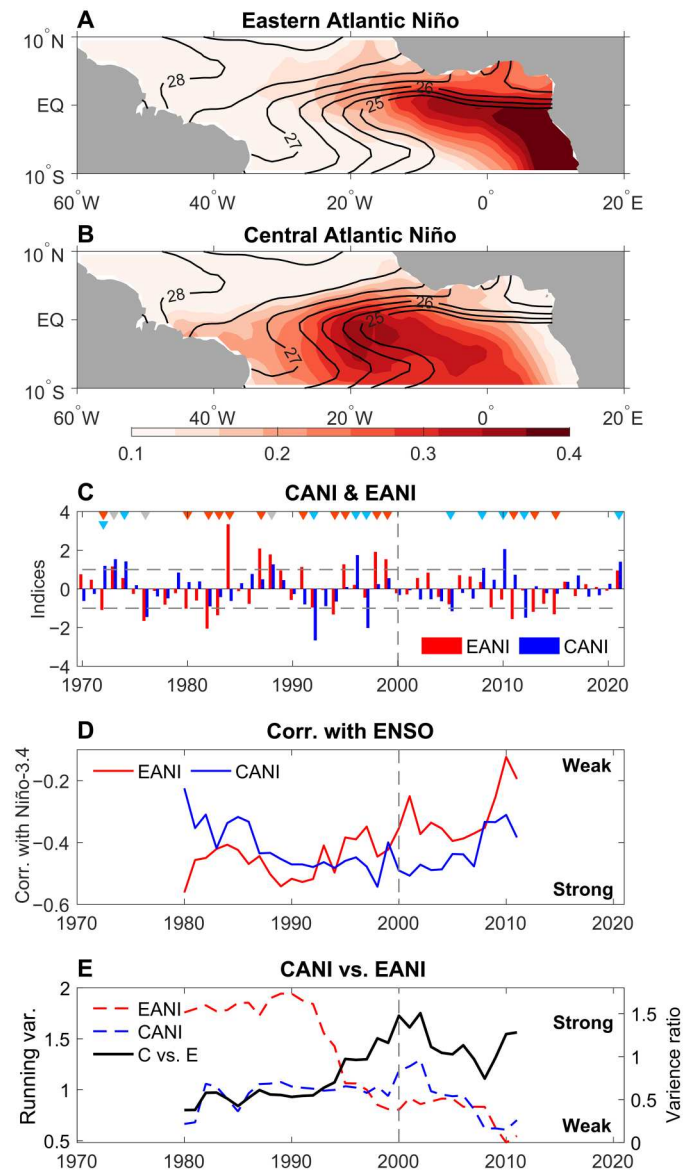 A Eastern Atlantic Niño
10°N
EQ
10°S
28
27
25
26
60°W 40°W 20°W 0° 20°E
B Central Atlantic Niño
10°N
EQ
10°S
28
27
25
26
60°W 40°W 20°W 0° 20°E
0.1 0.2 0.3 0.4
C CANI & EANI
Indices
4
2
0
−2
−4
EANI CANI
1970 1980 1990 2000 2010 2020
D Corr. with ENSO
Corr. with Niño-3.4
−0.2
−0.4
−0.6
EANI CANI
Weak
Strong
1970 1980 1990 2000 2010 2020
E CANI vs. EANI
Running var.
2
1.5
1
0.5
EANI
CANI
C vs. E
Strong
Weak
1.5
1
0.5
0
Varience ratio
1970 1980 1990 2000 2010 2020